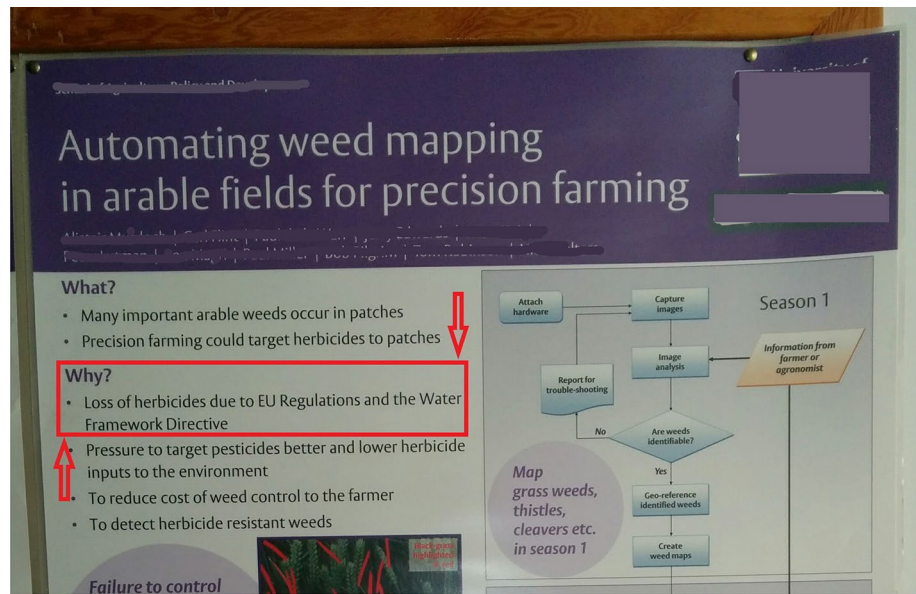 Automating weed mapping
in arable fields for precision farming
What?
• Many important arable weeds occur in patches
• Precision farming could target herbicides to patches
Why?
• Loss of herbicides due to EU Regulations and the Water
Framework Directive
• Pressure to target pesticides better and lower herbicide
inputs to the environment
• To reduce cost of weed control to the farmer
• To detect herbicide resistant weeds
Failure to control
Black-grass
highlighted
Season 1
Attach
hardware
Capture
images
Image
analysis
Information from
farmer or
agronomist
Report for
trouble-shooting
Are weeds
identifiable?
No
Yes
Map
grass weeds,
thistles,
cleavers etc.
in season 1
Geo-reference
identified weeds
Create
weed maps